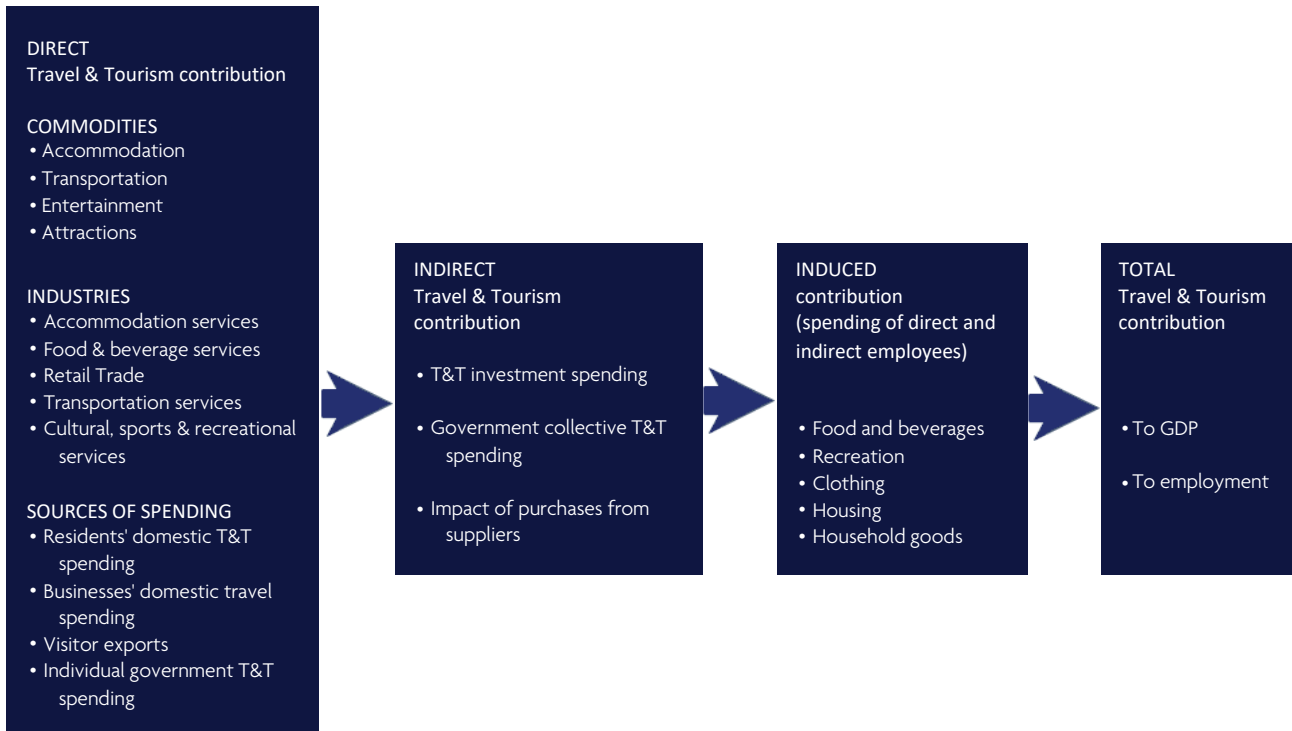 DIRECT
Travel & Tourism contribution
COMMODITIES
• Accommodation
• Transportation
• Entertainment
• Attractions
INDUSTRIES
• Accommodation services
• Food & beverage services
• Retail Trade
• Transportation services
• Cultural, sports & recreational
services
SOURCES OF SPENDING
• Residents' domestic T&T
spending
• Businesses' domestic travel
spending
• Visitor exports
• Individual government T&T
spending
INDIRECT
Travel & Tourism
contribution
• T&T investment spending
• Government collective T&T
spending
• Impact of purchases from
suppliers
INDUCED
contribution
(spending of direct and
indirect employees)
• Food and beverages
• Recreation
• Clothing
• Housing
• Household goods
TOTAL
Travel & Tourism
contribution
• To GDP
• To employment